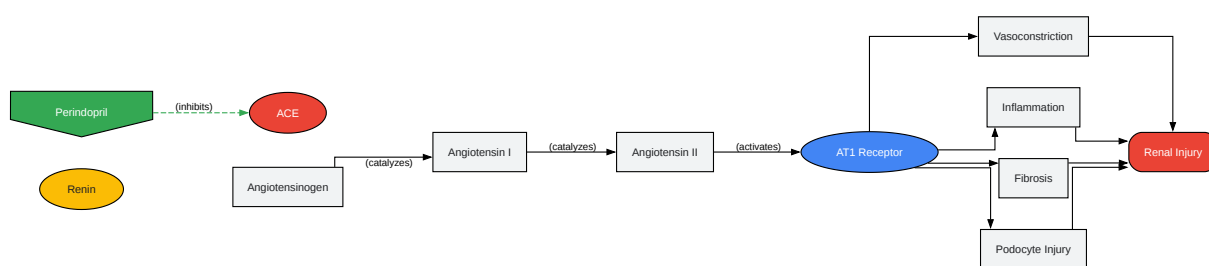 Vasoconstriction
Perindopril
(inhibits)
ACE
Inflammation
Angiotensin I
(catalyzes)
Angiotensin II
(activates)
AT1 Receptor
Renal Injury
(catalyzes)
Renin
Angiotensinogen
Fibrosis
Podocyte Injury